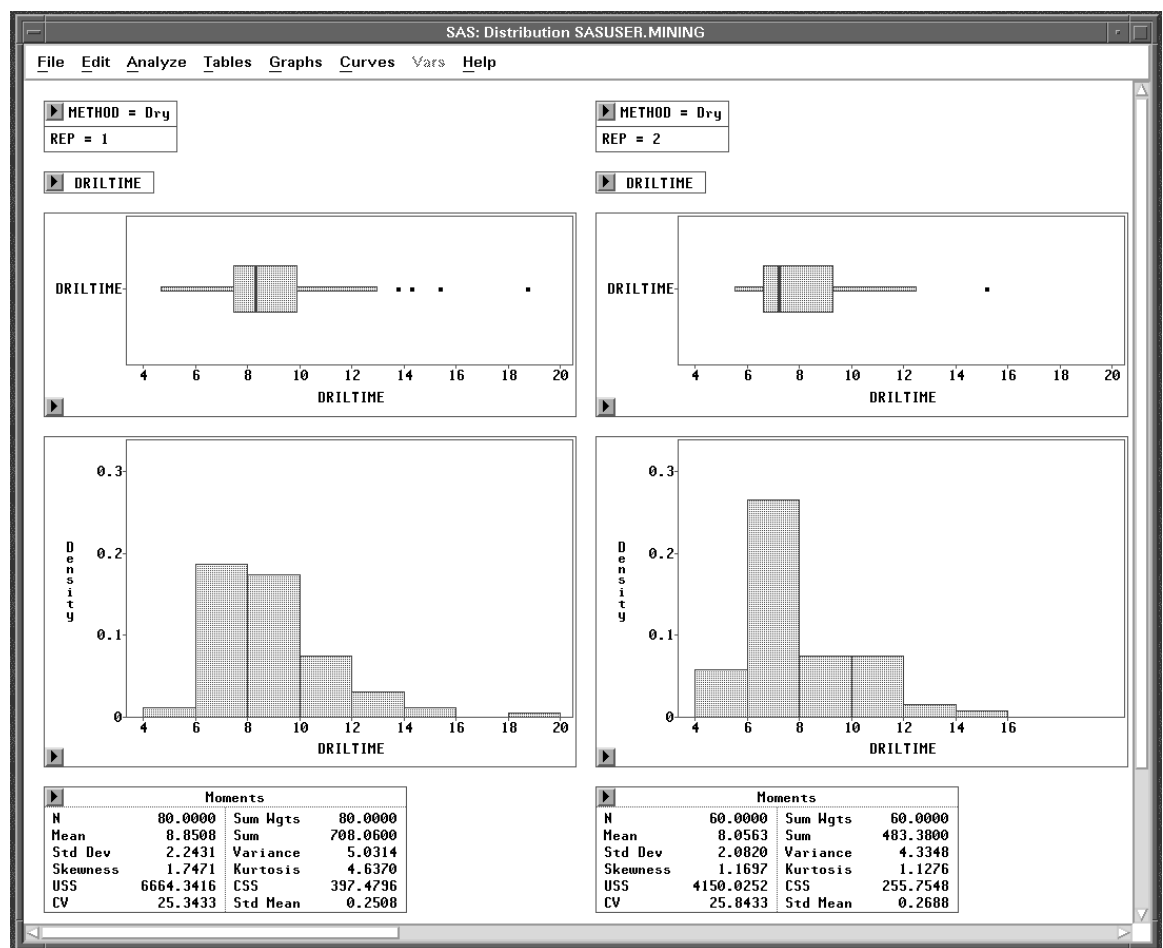 SAS: Distribution SASUSER.MINING
File Edit Analyze Tables Graphs Curves Vars Help
METHOD = Dry
REP = 1
DRILTIME
DRILTIME
4 6 8 10 12 14 16 18 20
DRILTIME
0.3
0.2
0.1
0
Density
4 6 8 10 12 14 16 18 20
DRILTIME
Moments
N 80.0000 Sum Wgts 80.0000
Mean 8.8508 Sum 708.0600
Std Dev 2.2431 Variance 5.0314
Skewness 1.7471 Kurtosis 4.6370
USS 6664.3416 CSS 397.4796
CV 25.3433 Std Mean 0.2508
METHOD = Dry
REP = 2
DRILTIME
DRILTIME
4 6 8 10 12 14 16 18 20
DRILTIME
0.3
0.2
0.1
0
Density
4 6 8 10 12 14 16
DRILTIME
Moments
N 60.0000 Sum Wgts 60.0000
Mean 8.0563 Sum 483.3800
Std Dev 2.0820 Variance 4.3348
Skewness 1.1697 Kurtosis 1.1276
USS 4150.0252 CSS 255.7548
CV 25.8433 Std Mean 0.2688